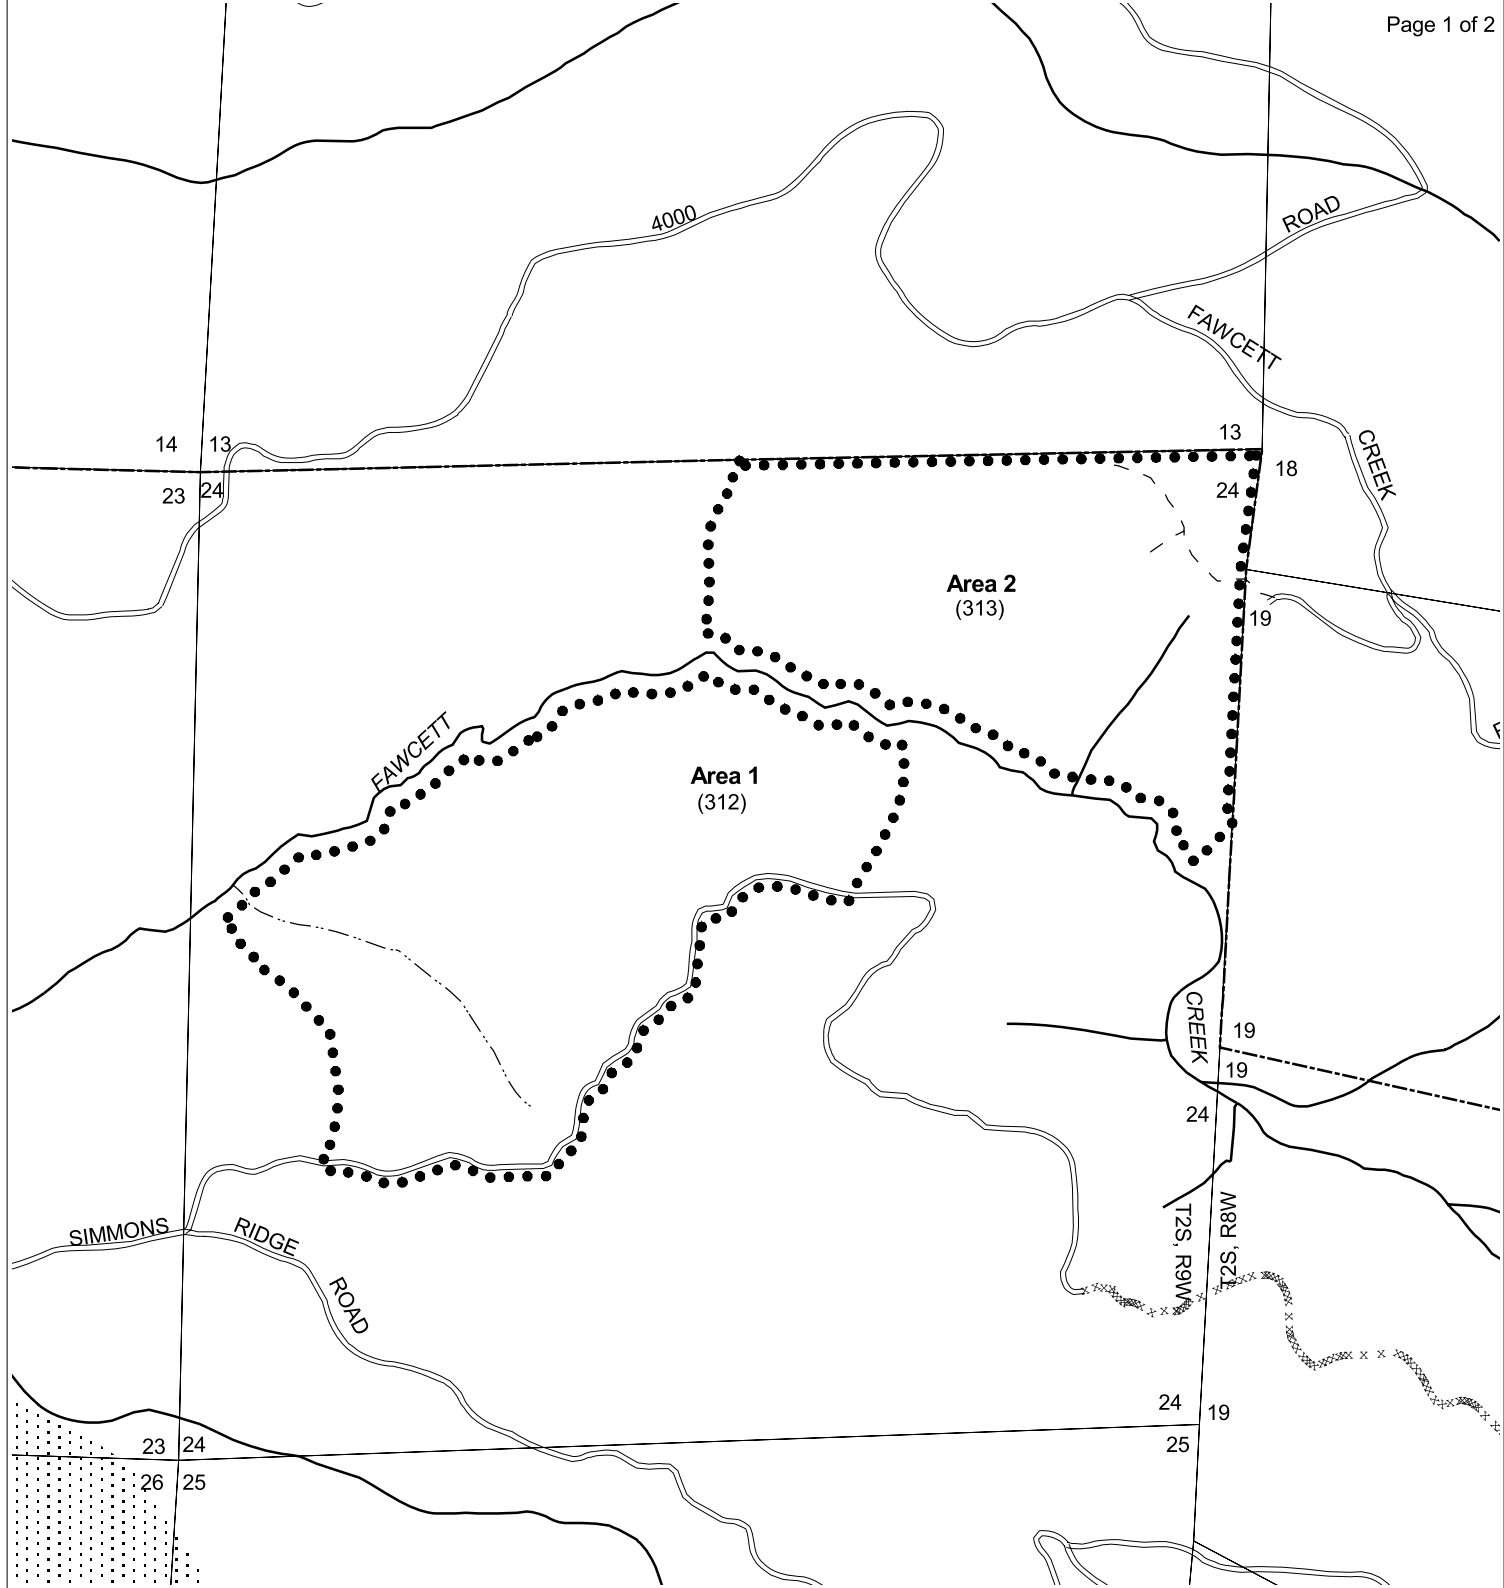 Page 1 of 2
4000
ROAD
FAWCETT
14
13
13
CREEK
18
23
24
24
Area 2
(313)
19
FAWCETT
Area 1
(312)
CREEK
19
19
24
T2S, R9W
T2S, R8W
SIMMONS
RIDGE
ROAD
24
19
23
24
25
26
25